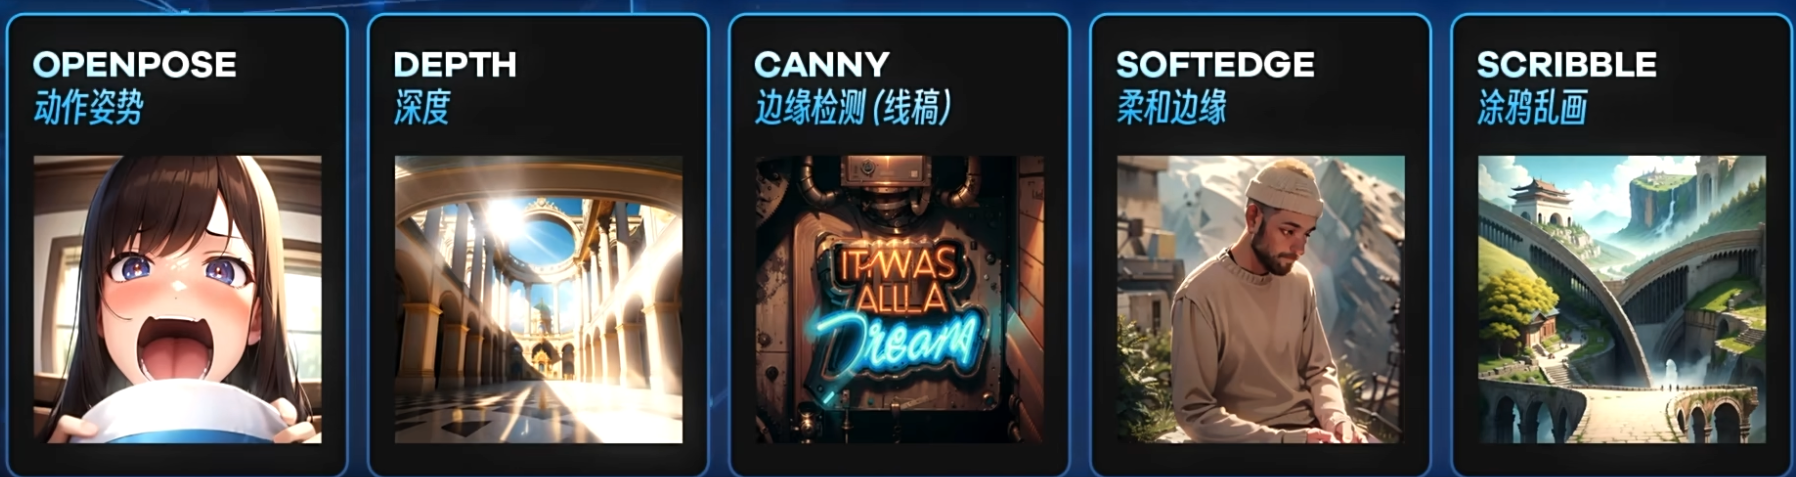 OPENPOSE
动作姿势
DEPTH
深度
CANNY
边缘检测 (线稿)
IT WAS
ALL A
Dream
SOFTEDGE
柔和边缘
SCRIBBLE
涂鸦乱画